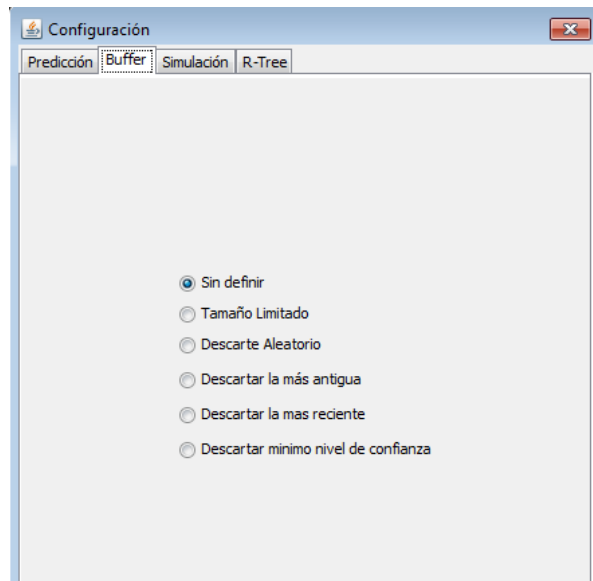 Configuración
Predicción Buffer Simulación R-Tree
Sin definir
Tamaño Limitado
Descarte Aleatorio
Descartar la más antigua
Descartar la mas reciente
Descartar minimo nivel de confianza